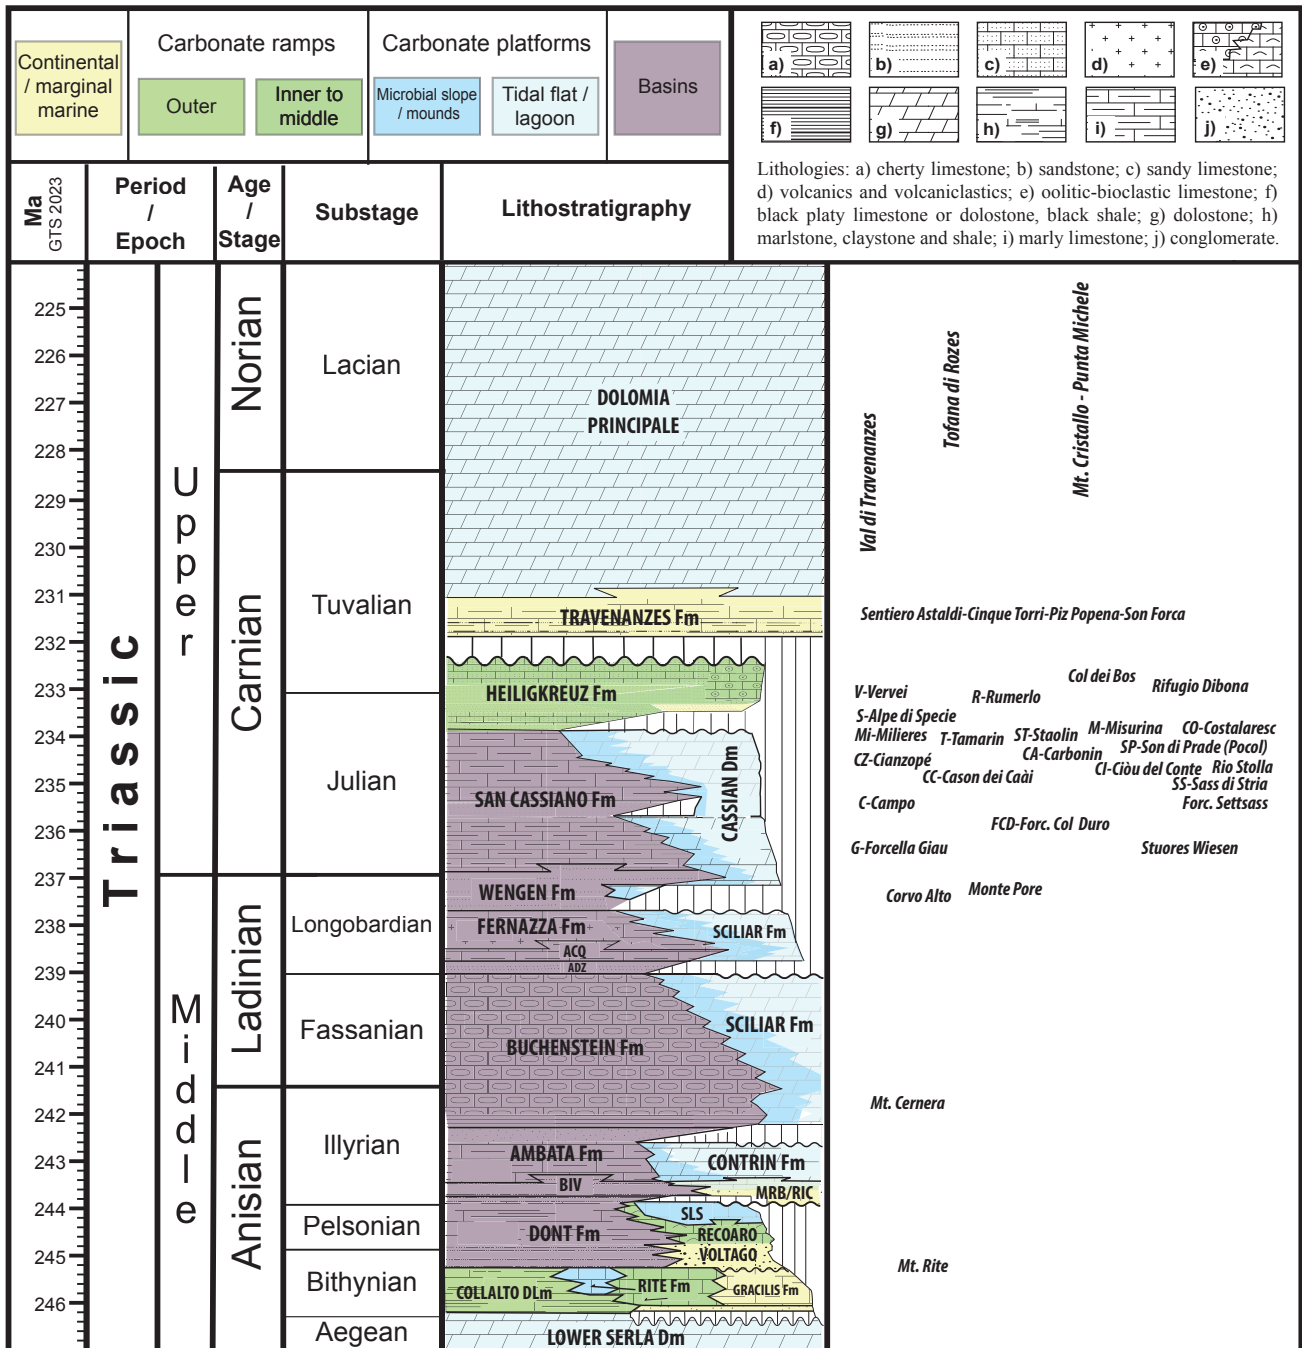 Continental
/ marginal
marine
Carbonate ramps
Outer
Inner to
middle
Carbonate platforms
Microbial slope
/ mounds
Tidal flat /
lagoon
Basins
a)
b)
c)
d)
e)
f)
g)
h)
i)
j)
Lithologies: a) cherty limestone; b) sandstone; c) sandy limestone;
d) volcanics and volcaniclastics; e) oolitic-bioclastic limestone; f)
black platy limestone or dolostone, black shale; g) dolostone; h)
marlstone, claystone and shale; i) marly limestone; j) conglomerate.
Ma
GTS 2023
Period
/
Epoch
Age
/
Stage
Substage
Lithostratigraphy
225
226
227
228
229
230
231
232
233
234
235
236
237
238
239
240
241
242
243
244
245
246
Triassic
Upper
Middle
Norian
Carnian
Ladinian
Anisian
Lacian
Tuvalian
Julian
Longobardian
Fassanian
Illyrian
Pelsonian
Bithynian
Aegean
DOLOMIA
PRINCIPALE
TRAVENANZES Fm
HEILIGKREUZ Fm
SAN CASSIANO Fm
CASSIAN Dm
WENGEN Fm
FERNAZZA Fm
SCILIAR Fm
ACQ
ADZ
SCILIAR Fm
BUCHENSTEIN Fm
AMBATA Fm
CONTRIN Fm
BIV
MRB/RIC
SLS
DONT Fm
RECOARO
VOLTAGO
COLLALTO DLm
RITE Fm
GRACILIS Fm
LOWER SERLA Dm
Val di Travenanzes
Tofana di Rozes
Mt. Cristallo - Punta Michele
Sentiero Astaldi-Cinque Torri-Piz Popena-Son Forca
Col dei Bos
V-Vervei
R-Rumerlo
Rifugio Dibona
S-Alpe di Specie
Mi-Milieres
T-Tamarin
ST-Staolin
M-Misurina
CO-Costalaresc
CZ-Cianzopé
CA-Carbonin
SP-Son di Prade (Pocol)
CC-Cason dei Caài
CI-Ciòu del Conte
Rio Stolla
SS-Sass di Stria
C-Campo
Forc. Settsass
FCD-Forc. Col Duro
G-Forcella Giau
Stuores Wiesen
Corvo Alto
Monte Pore
Mt. Cernera
Mt. Rite